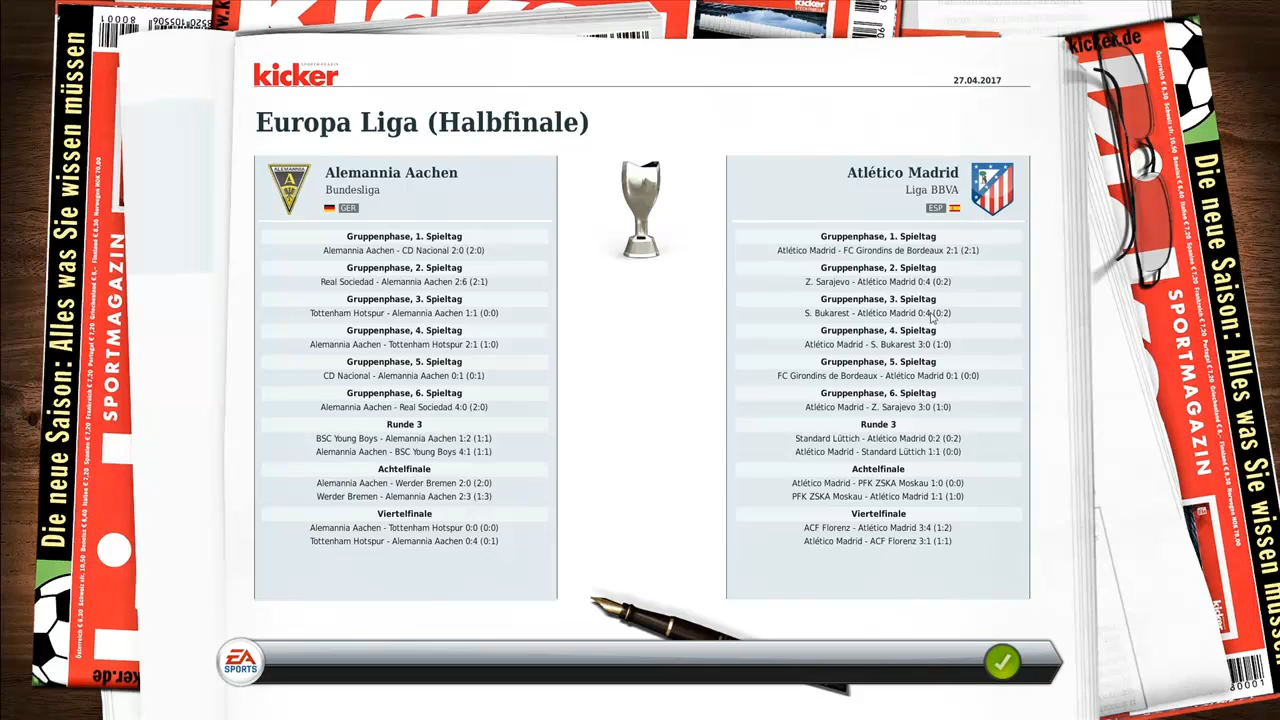 kicker
SPORTMAGAZIN
27.04.2017
Europa Liga (Halbfinale)
ALEMANNIA
Alemannia Aachen
Bundesliga
GER
Gruppenphase, 1. Spieltag
Alemannia Aachen - CD Nacional 2:0 (2:0)
Gruppenphase, 2. Spieltag
Real Sociedad - Alemannia Aachen 2:6 (2:1)
Gruppenphase, 3. Spieltag
Tottenham Hotspur - Alemannia Aachen 1:1 (0:0)
Gruppenphase, 4. Spieltag
Alemannia Aachen - Tottenham Hotspur 2:1 (1:0)
Gruppenphase, 5. Spieltag
CD Nacional - Alemannia Aachen 0:1 (0:1)
Gruppenphase, 6. Spieltag
Alemannia Aachen - Real Sociedad 4:0 (2:0)
Runde 3
BSC Young Boys - Alemannia Aachen 1:2 (1:1)
Alemannia Aachen - BSC Young Boys 4:1 (1:1)
Achtelfinale
Alemannia Aachen - Werder Bremen 2:0 (2:0)
Werder Bremen - Alemannia Aachen 2:3 (1:3)
Viertelfinale
Alemannia Aachen - Tottenham Hotspur 0:0 (0:0)
Tottenham Hotspur - Alemannia Aachen 0:4 (0:1)
Atlético Madrid
Liga BBVA
ESP
Gruppenphase, 1. Spieltag
Atlético Madrid - FC Girondins de Bordeaux 2:1 (2:1)
Gruppenphase, 2. Spieltag
Z. Sarajevo - Atlético Madrid 0:4 (0:2)
Gruppenphase, 3. Spieltag
S. Bukarest - Atlético Madrid 0:4 (0:2)
Gruppenphase, 4. Spieltag
Atlético Madrid - S. Bukarest 3:0 (1:0)
Gruppenphase, 5. Spieltag
FC Girondins de Bordeaux - Atlético Madrid 0:1 (0:0)
Gruppenphase, 6. Spieltag
Atlético Madrid - Z. Sarajevo 3:0 (1:0)
Runde 3
Standard Lüttich - Atlético Madrid 0:2 (0:2)
Atlético Madrid - Standard Lüttich 1:1 (0:0)
Achtelfinale
Atlético Madrid - PFK ZSKA Moskau 1:0 (0:0)
PFK ZSKA Moskau - Atlético Madrid 1:1 (1:0)
Viertelfinale
ACF Florenz - Atlético Madrid 3:4 (1:2)
Atlético Madrid - ACF Florenz 3:1 (1:1)
EA
SPORTS
Die neue Saison: Alles was Sie wissen müssen
SPORTMAGAZIN
kicker.de
Die neue Saison: Alles was Sie wissen müssen
SPORTMAGAZIN
kicker
kicker